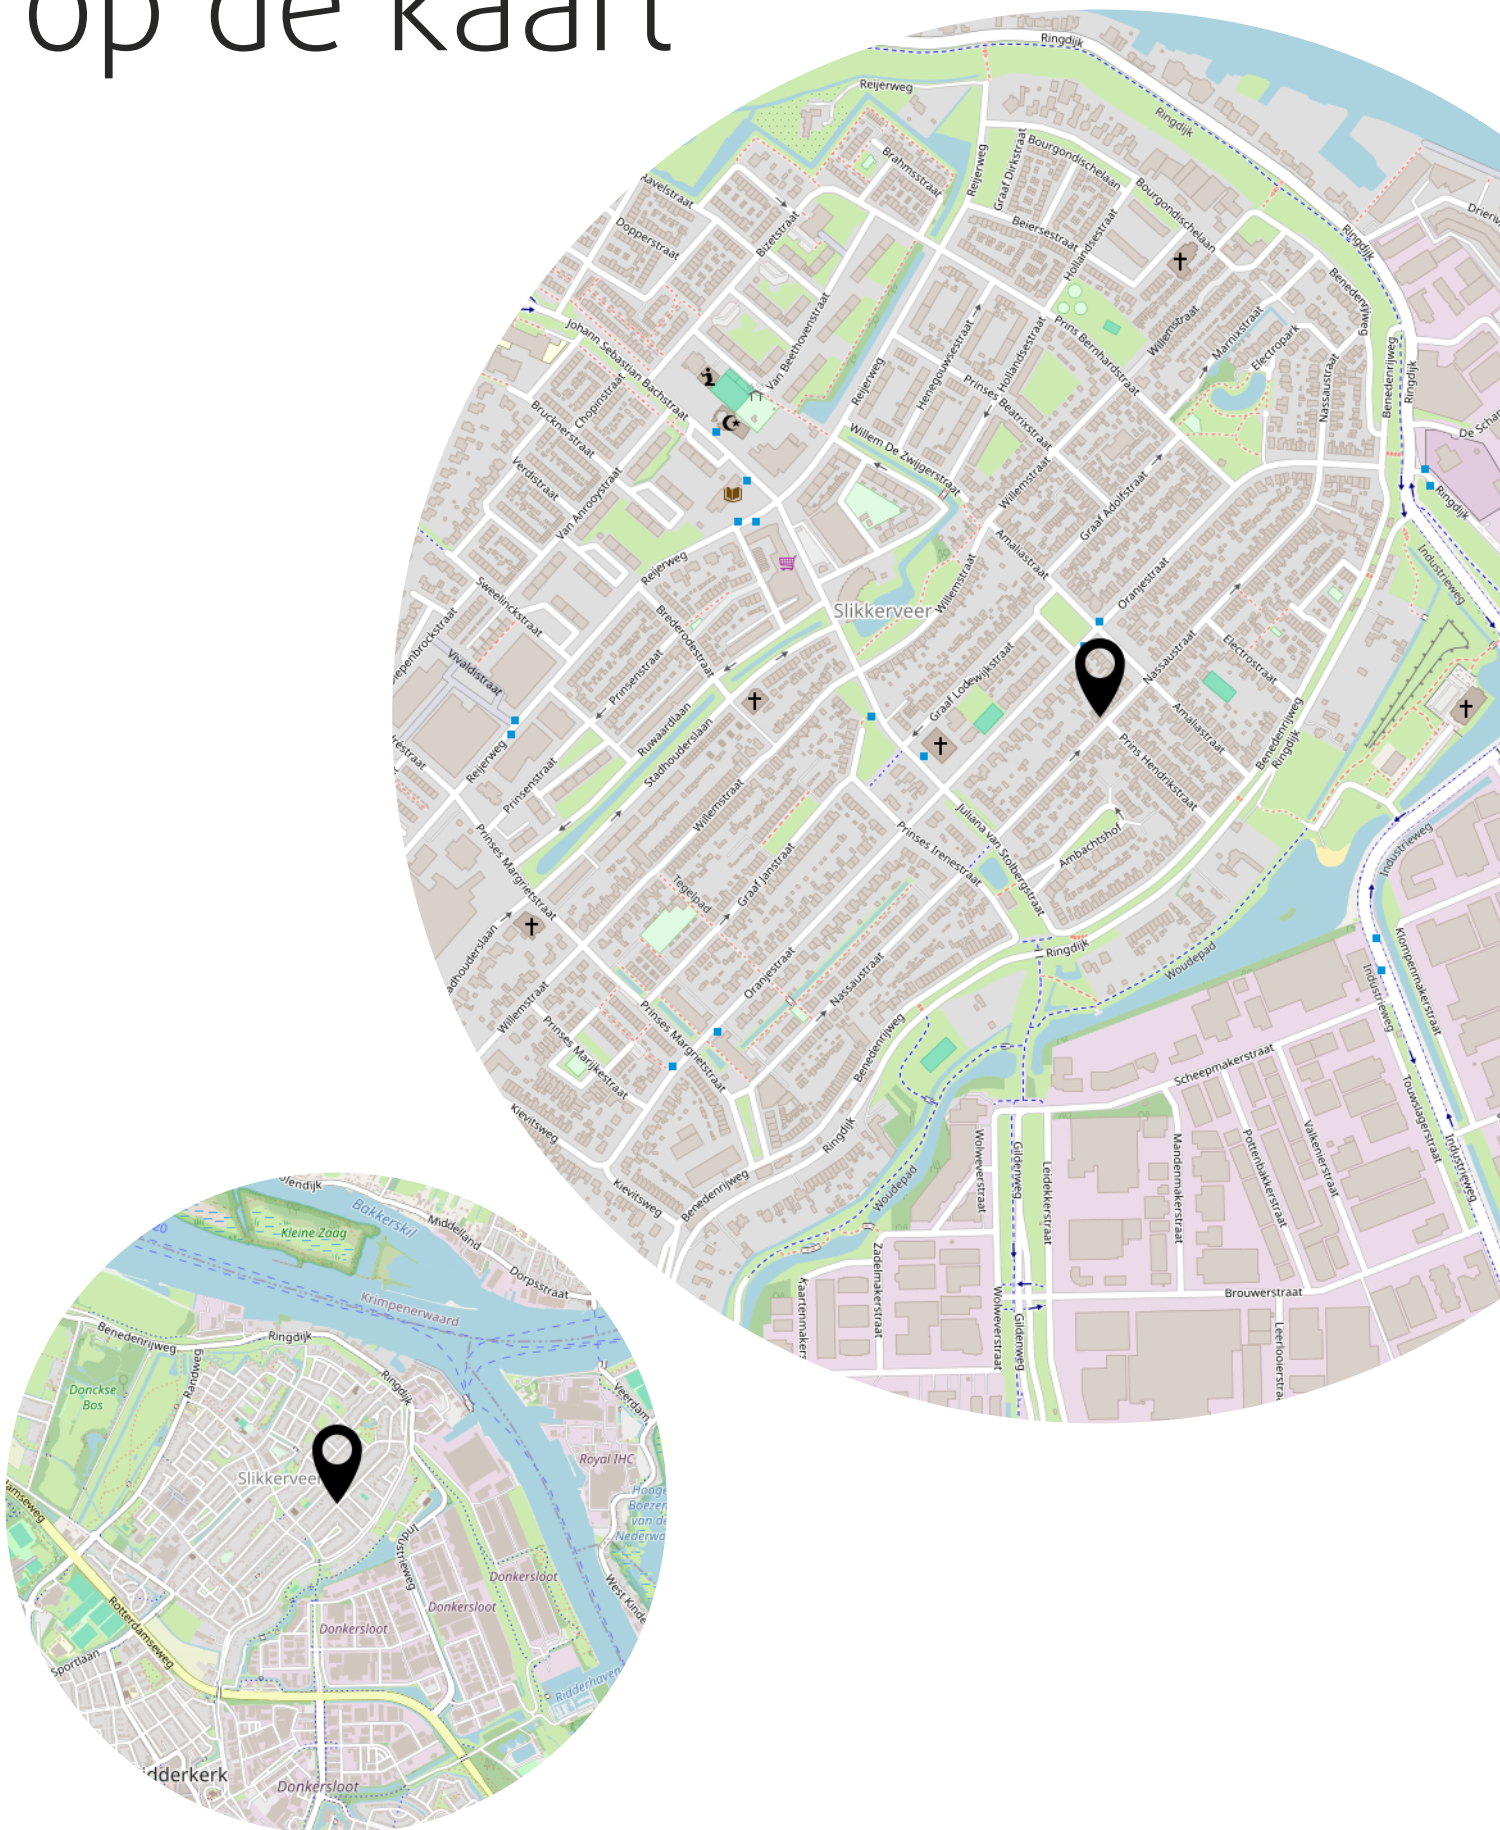 op de kaart
Ringdijk
Reijerweg
Ringdijk
Brahmsstraat
Reijerweg
Graaf Dirkstraat
Bourgondischelaan
Bourgondischelaan
Ravelstraat
Dopperstraat
Bizetstraat
Beiersestraat
Hollandsestraat
Ringdijk
Benedenrijweg
Johann Sebastian Bachstraat
Van Beethovenstraat
Henegouwsestraat
Hollandsestraat
Prins Bernhardstraat
Willemstraat
Marnixstraat
Electropark
Nassaustraat
Benedenrijweg
Ringdijk
Reijerweg
Prinses Beatrixstraat
Chopinstraat
Brucknerstraat
Verdistraat
Van Anrooystraat
Willem De Zwijgerstraat
Willemstraat
Graaf Adolfstraat
Ringdijk
Reijerweg
Amaliastraat
Oranjestraat
Industrieweg
Sweelinckstraat
Brederodestraat
Slikkerveer
Willemstraat
Vivaldistraat
Prinsenstraat
Graaf Lodewijkstraat
Nassaustraat
Electrostraat
Ruwaardlaan
Stadhouderslaan
Amaliastraat
Benedenrijweg
Ringdijk
Reijerweg
Prinsenstraat
Prins Hendrikstraat
Willemstraat
Prinses Margrietstraat
Prinses Irenestraat
Juliana van Stolbergstraat
Ambachtshof
Industrieweg
Tegelpad
Graaf Janstraat
Ringdijk
Woudepad
Klompenmakerstraat
Industrieweg
Oranjestraat
Nassaustraat
Willemstraat
Prinses Marijkestraat
Prinses Margrietstraat
Benedenrijweg
Scheepmakerstraat
Touwslagerstraat
Industrieweg
Kievitsweg
Ringdijk
Kievitsweg
Benedenrijweg
Woudepad
Wolweverstraat
Gildenweg
Leidekkerstraat
Mandenmakerstraat
Pottenbakkerstraat
Valkenierstraat
Zadelmakerstraat
Wolweverstraat
Gildenweg
Brouwerstraat
Kleine Zaag
Bakkerskil
Middelland
Dorpsstraat
Krimpenerwaard
Benedenrijweg
Ringdijk
Randweg
Ringdijk
Donckse
Bos
Veerdam
Royal IHC
Slikkerveer
Industrieweg
Donkersloot
Donkersloot
Donkersloot
Rotterdamseweg
Sportlaan
Ridderhaven
idderkerk
Donkersloot